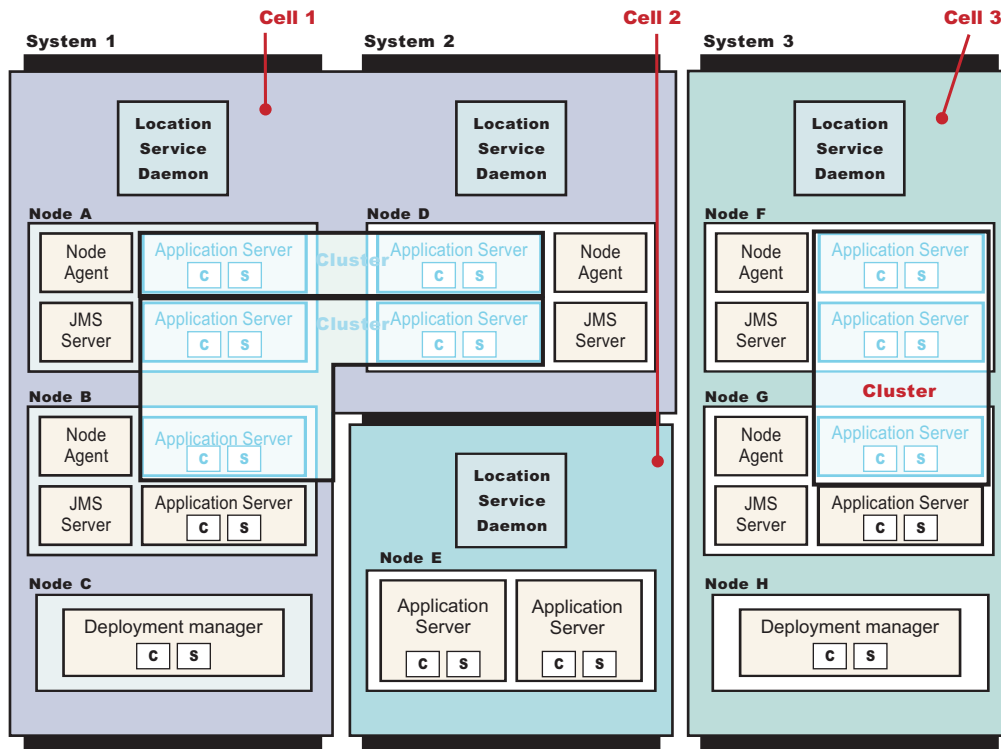 Cell 1
Cell 2
Cell 3
System 1
System 2
System 3
Location
Service
Daemon
Location
Service
Daemon
Location
Service
Daemon
Node A
Node
Agent
Application Server
C S
JMS
Server
Application Server
C S
Cluster
Cluster
Node D
Application Server
C S
Node
Agent
Application Server
C S
JMS
Server
Node F
Node
Agent
Application Server
C S
JMS
Server
Application Server
C S
Cluster
Node B
Node
Agent
Application Server
C S
JMS
Server
Application Server
C S
Location
Service
Daemon
Node G
Node
Agent
Application Server
C S
JMS
Server
Application Server
C S
Node C
Deployment manager
C S
Node E
Application
Server
C S
Application
Server
C S
Node H
Deployment manager
C S